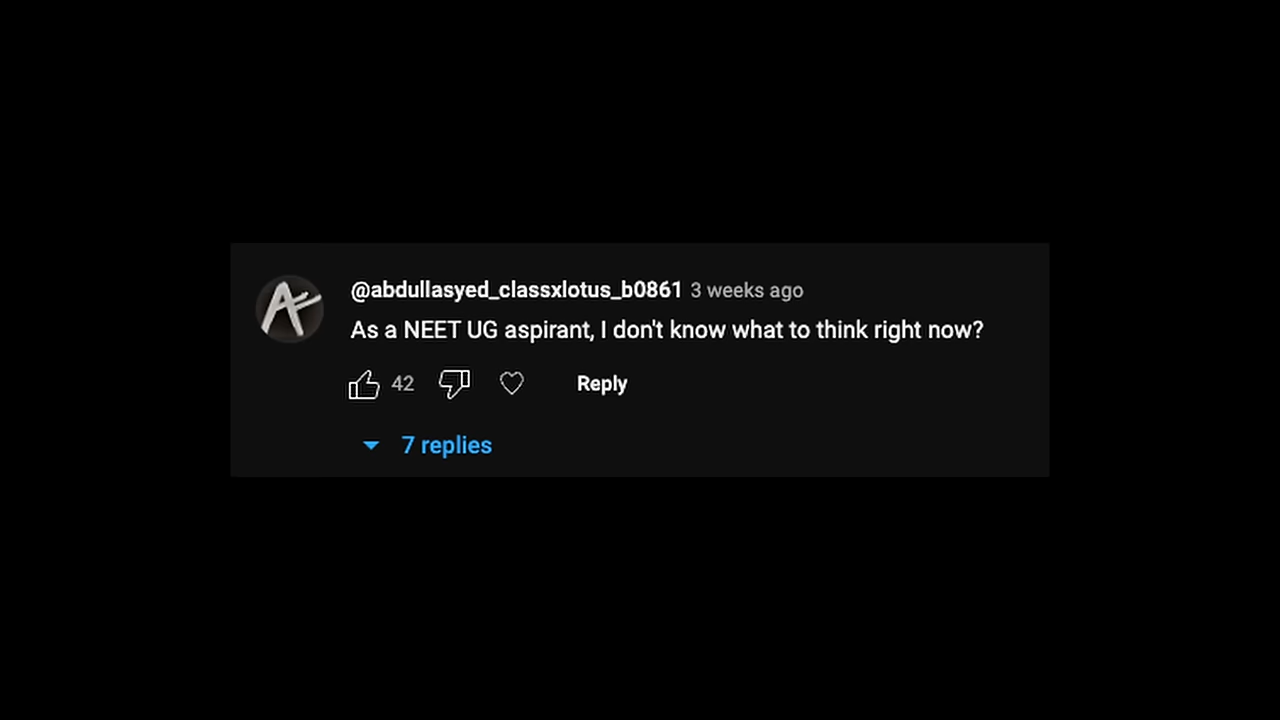 @abdullasyed_classxlotus_b0861 3 weeks ago
As a NEET UG aspirant, I don't know what to think right now?
42 Reply
7 replies